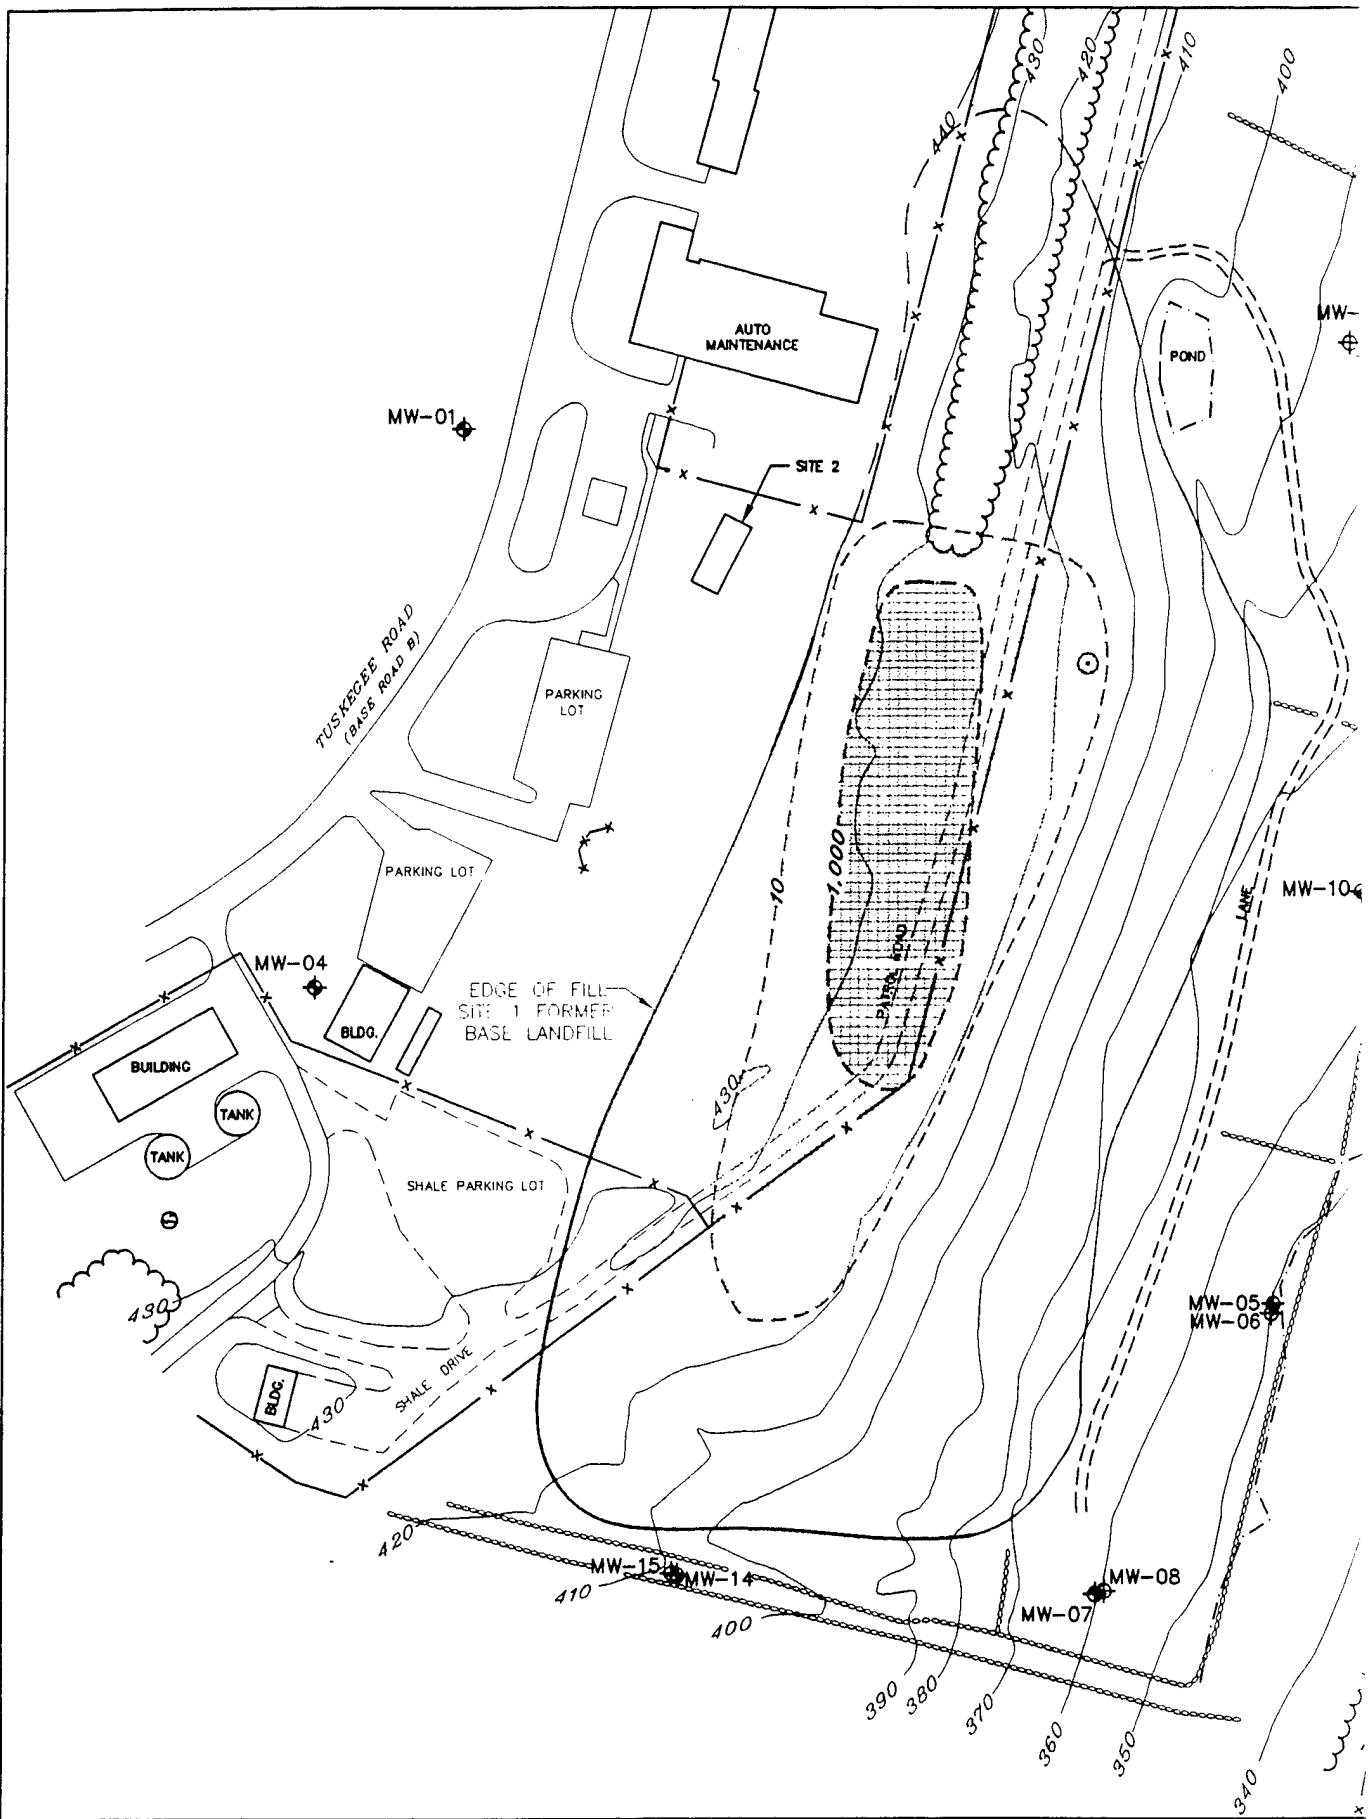 430
420
410
400
440
AUTO
MAINTENANCE
MW-
POND
MW-01
SITE 2
TUSKEGEE ROAD
(BASE ROAD B)
PARKING
LOT
PARKING LOT
10
1,000
LANE
MW-10
PATROL ROAD
MW-04
EDGE OF FILL
SITE 1 FORMER
BASE LANDFILL
BLDG.
BUILDING
TANK
TANK
430
SHALE PARKING LOT
S
430
MW-05
MW-06
1
SHALE DRIVE
BLDG.
430
420
MW-15
MW-14
410
MW-08
MW-07
400
390
380
370
360
350
340